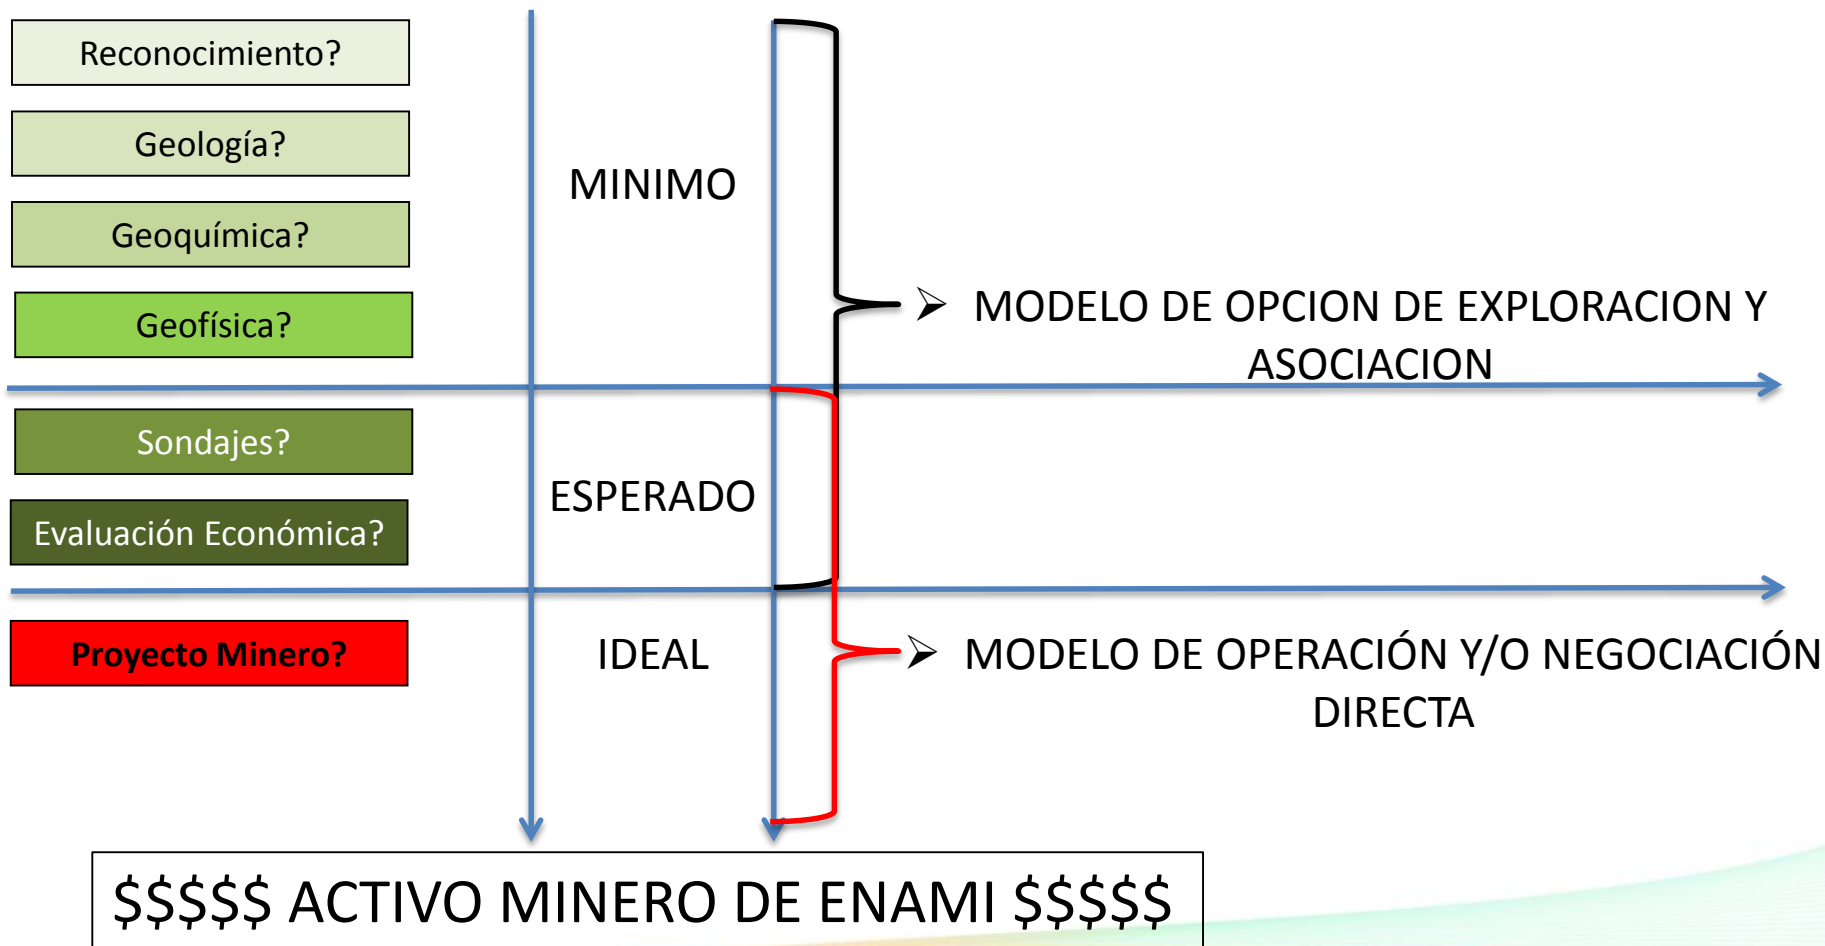 Reconocimiento?
Geología?
MINIMO
Geoquímica?
Geofísica?
➢ MODELO DE OPCION DE EXPLORACION Y
ASOCIACION
Sondajes?
ESPERADO
Evaluación Económica?
Proyecto Minero?
IDEAL
➢ MODELO DE OPERACIÓN Y/O NEGOCIACIÓN
DIRECTA
$$$$$ ACTIVO MINERO DE ENAMI $$$$$